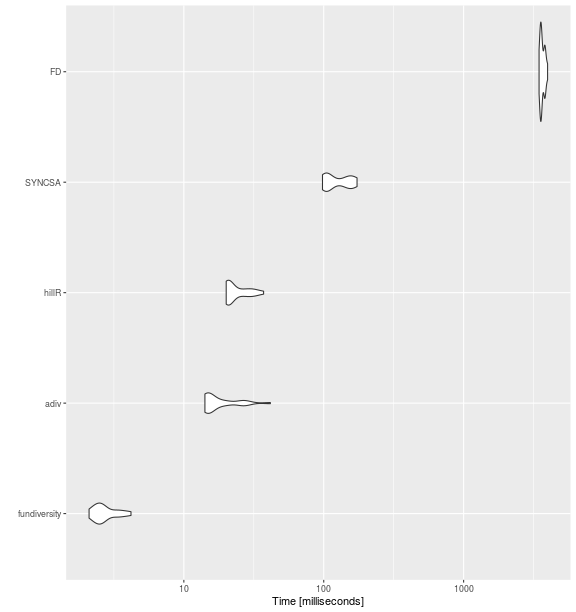 FD
SYNCSA
hillR
adiv
fundiversity
10
100
1000
Time [milliseconds]